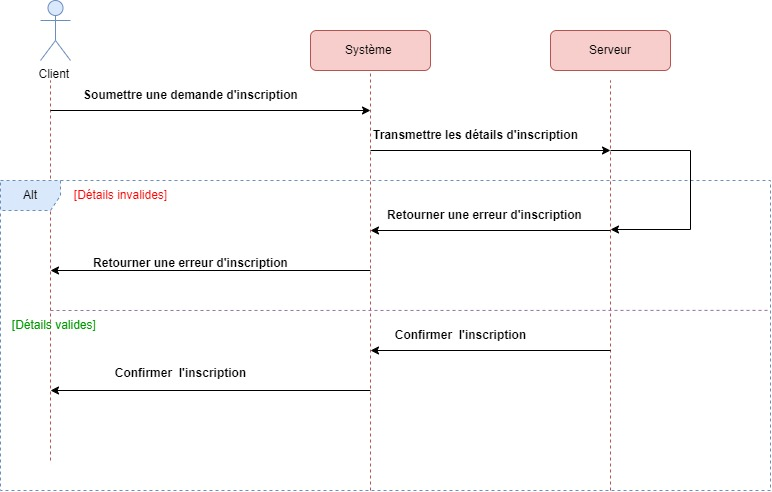 Client
Système
Serveur
Soumettre une demande d'inscription
Transmettre les détails d'inscription
Alt
[Détails invalides]
Retourner une erreur d'inscription
Retourner une erreur d'inscription
[Détails valides]
Confirmer  l'inscription
Confirmer  l'inscription